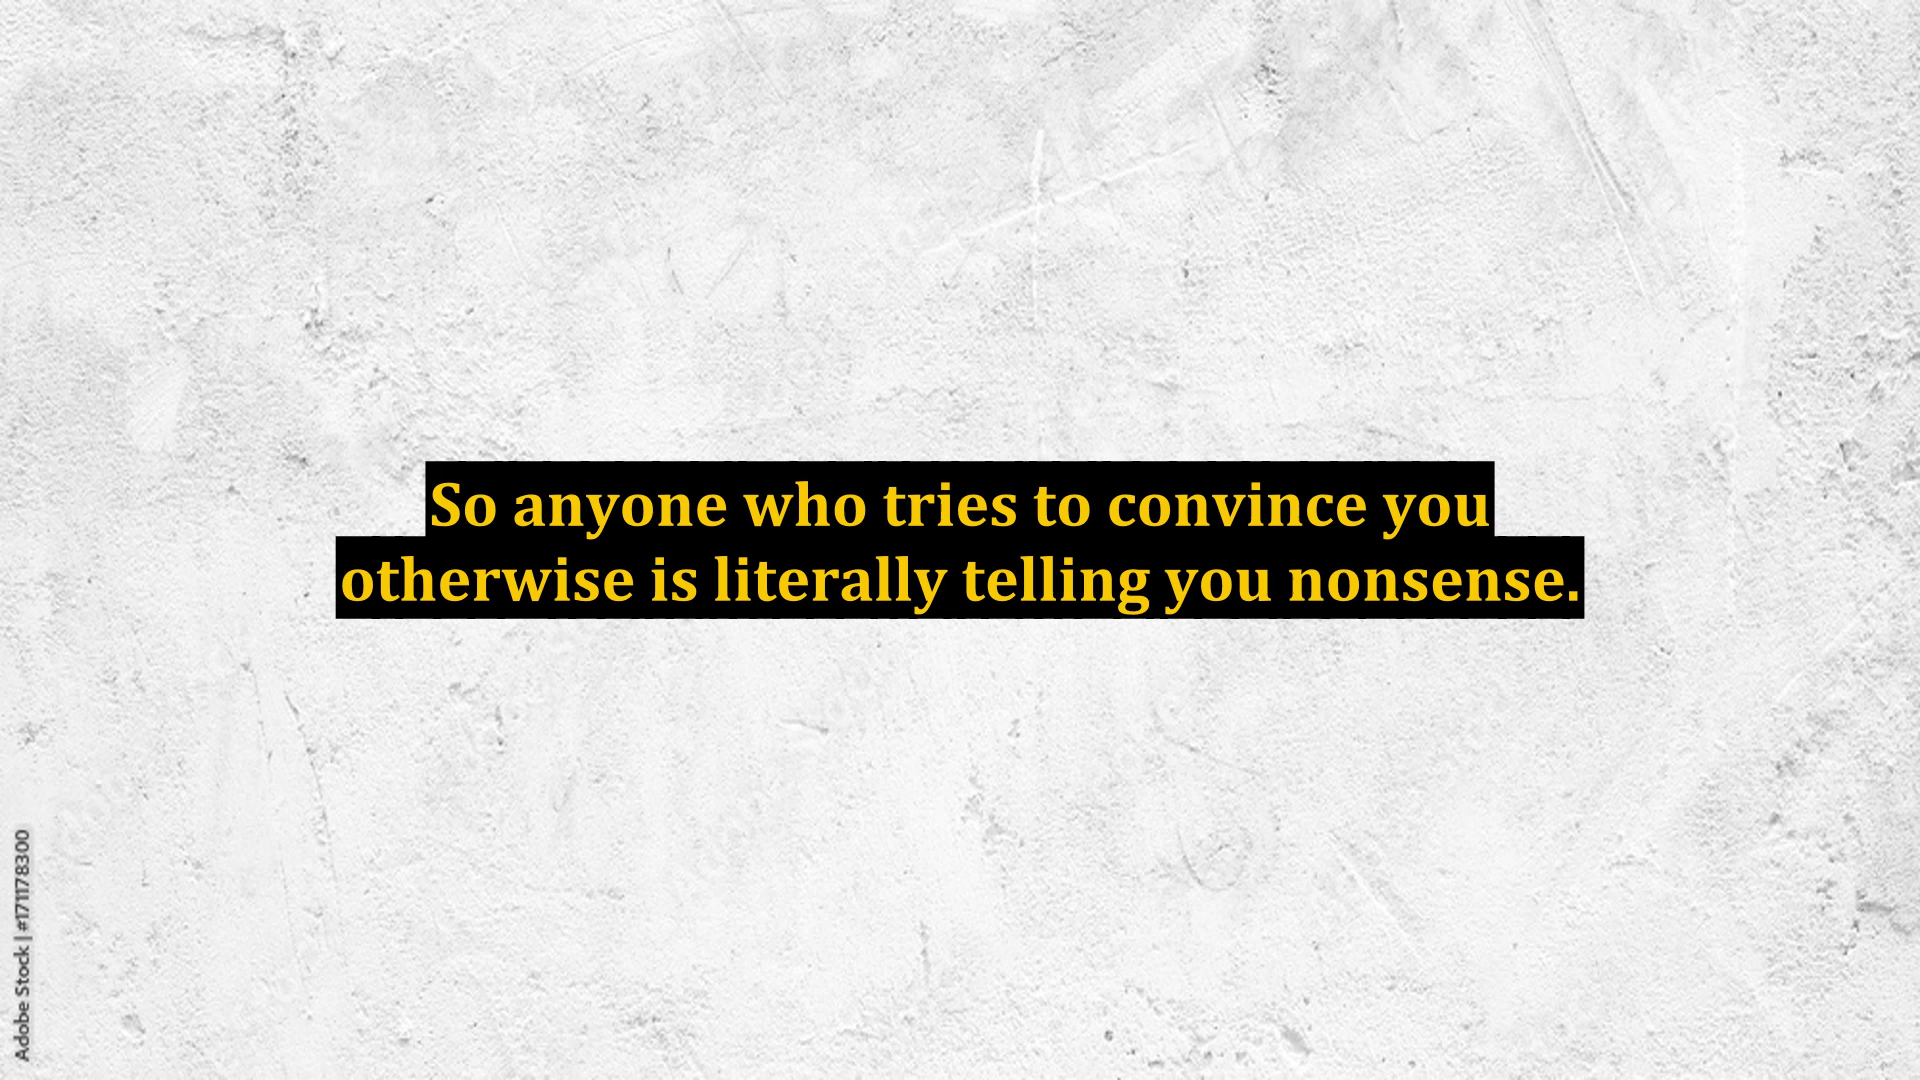 So anyone who tries to convince you
otherwise is literally telling you nonsense.
Adobe Stock | #171178300